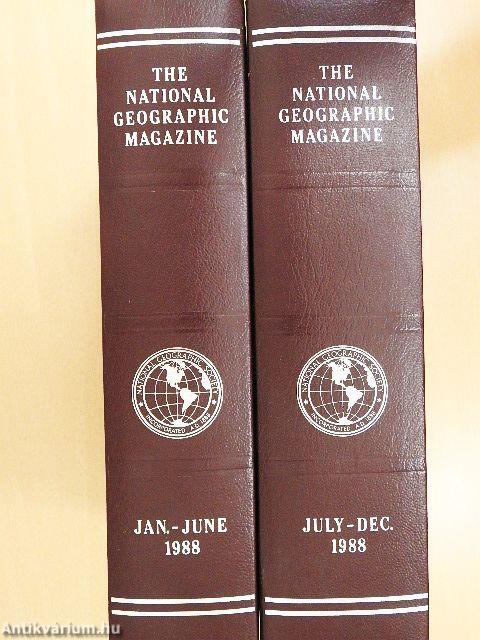 THE
NATIONAL
GEOGRAPHIC
MAGAZINE
NATIONAL GEOGRAPHIC SOCIETY
INCORPORATED A.D. 1888
JAN.-JUNE
1988
THE
NATIONAL
GEOGRAPHIC
MAGAZINE
NATIONAL GEOGRAPHIC SOCIETY
INCORPORATED A.D. 1888
JULY-DEC.
1988
Antikvárium.hu